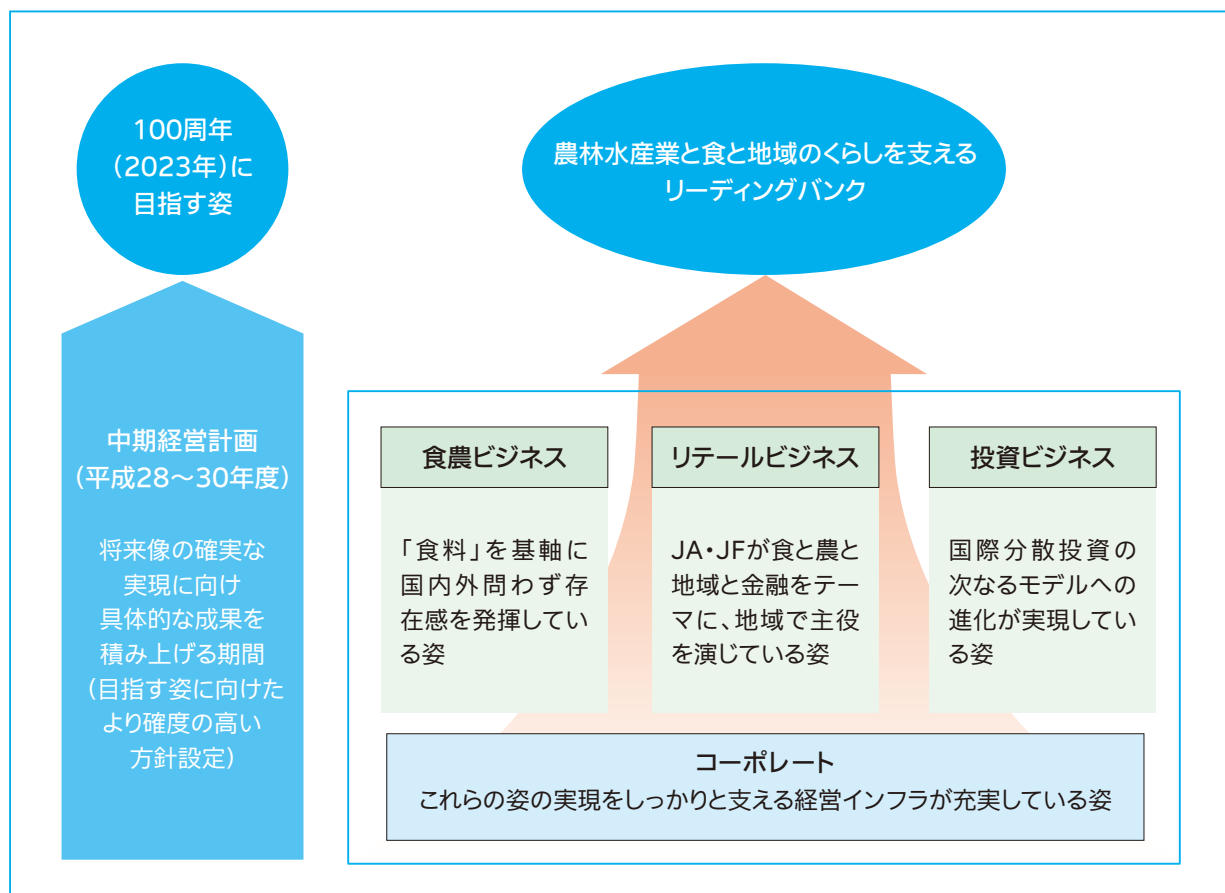 100周年
(2023年)に
目指す姿
農林水産業と食と地域のくらしを支える
リーディングバンク
中期経営計画
(平成28〜30年度)
将来像の確実な
実現に向け
具体的な成果を
積み上げる期間
(目指す姿に向けた
より確度の高い
方針設定)
食農ビジネス
「食料」を基軸に
国内外問わず存
在感を発揮してい
る姿
リテールビジネス
JA・JFが食と農と
地域と金融をテー
マに、地域で主役
を演じている姿
投資ビジネス
国際分散投資の
次なるモデルへの
進化が実現してい
る姿
コーポレート
これらの姿の実現をしっかりと支える経営インフラが充実している姿